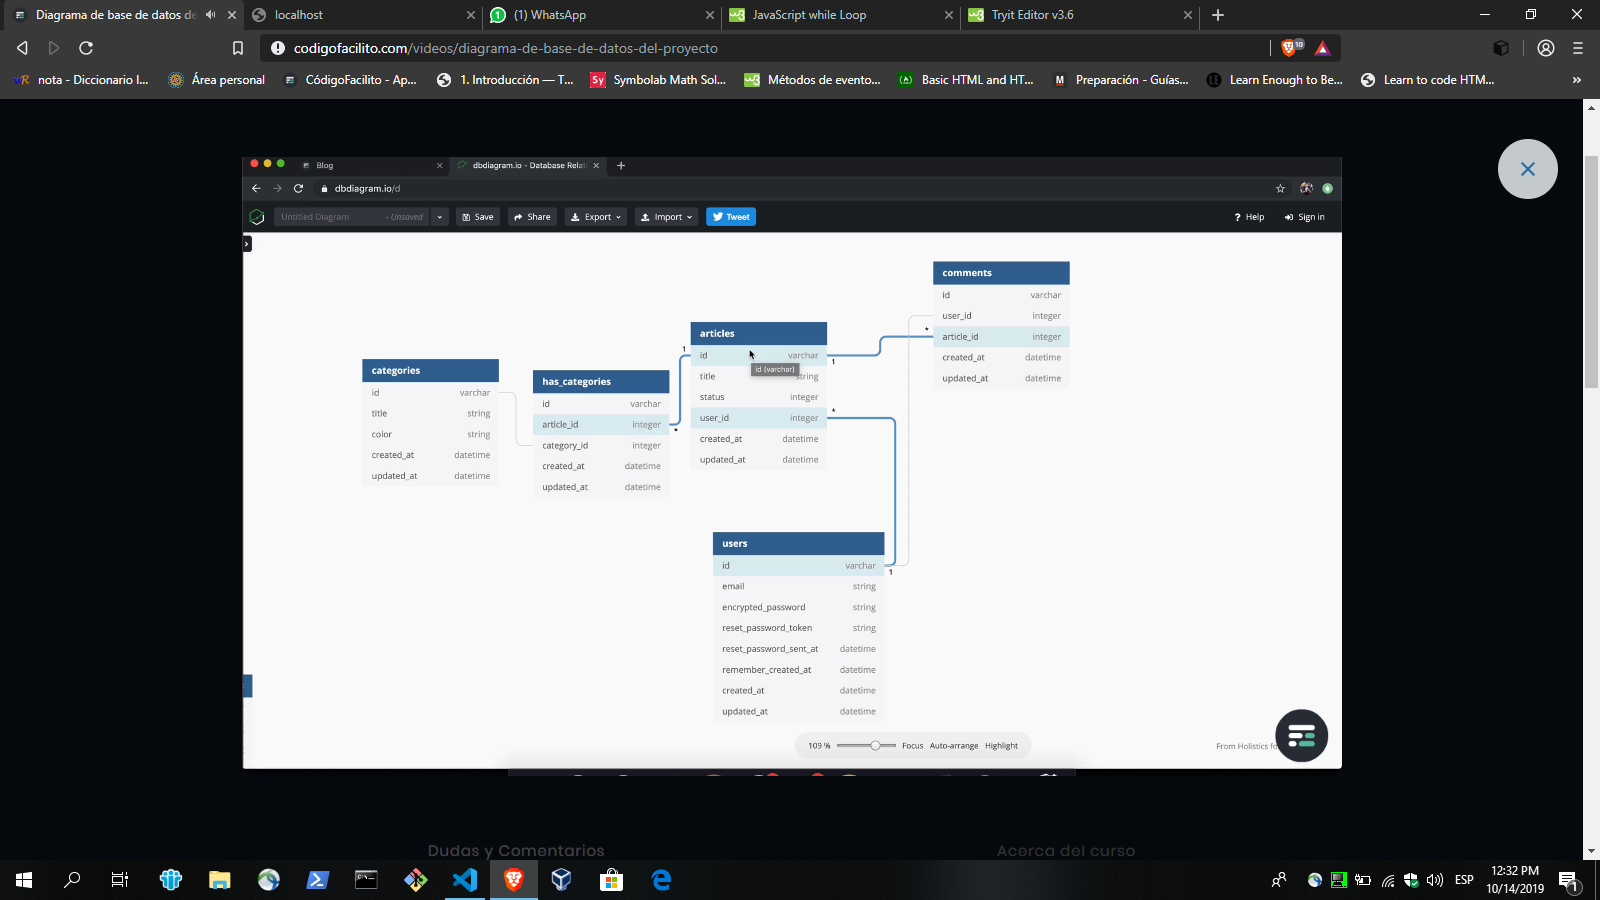 Diagrama de base de datos de
localhost
(1) WhatsApp
JavaScript while Loop
Tryit Editor v3.6
codigofacilito.com/videos/diagrama-de-base-de-datos-del-proyecto
10
nota - Diccionario I...
Área personal
CódigoFacilito - Ap...
1. Introducción — T...
Symbolab Math Sol...
Métodos de evento...
Basic HTML and HT...
Preparación - Guías...
Learn Enough to Be...
Learn to code HTM...
»
Blog
dbdiagram.io - Database Relat
dbdiagram.io/d
Untitled Diagram - Unsaved
Save
Share
Export
Import
Tweet
? Help
Sign in
comments
id varchar
user_id integer
article_id integer
created_at datetime
updated_at datetime
articles
id varchar
id (varchar)
title string
status integer
user_id integer
created_at datetime
updated_at datetime
categories
id varchar
title string
color string
created_at datetime
updated_at datetime
has_categories
id varchar
article_id integer
category_id integer
created_at datetime
updated_at datetime
1
*
1
*
*
1
users
id varchar
email string
encrypted_password string
reset_password_token string
reset_password_sent_at datetime
remember_created_at datetime
created_at datetime
updated_at datetime
109 %
Focus Auto-arrange Highlight
From Holistics fo
Dudas y Comentarios
Acerca del curso
ESP
12:32 PM
10/14/2019
1